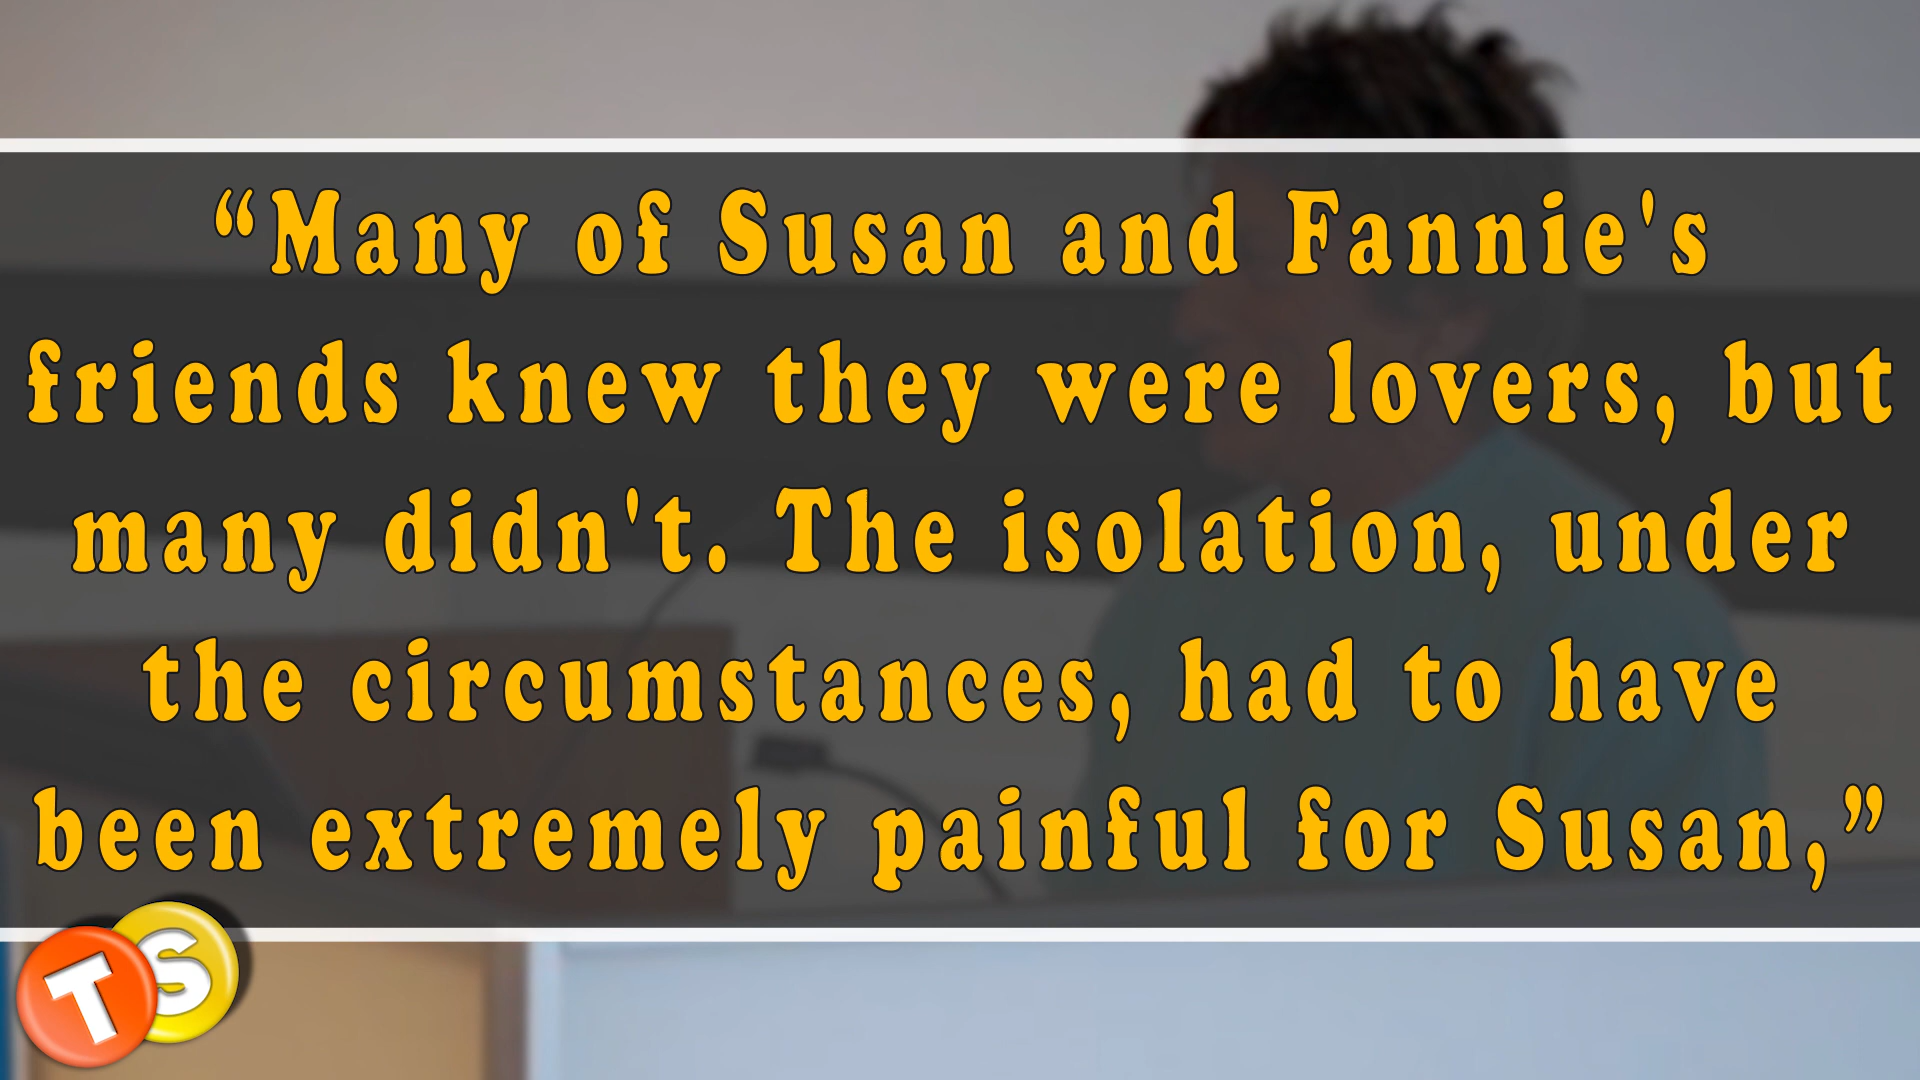 “Many of Susan and Fannie's
friends knew they were lovers, but
many didn't. The isolation, under
the circumstances, had to have
been extremely painful for Susan,”
TS